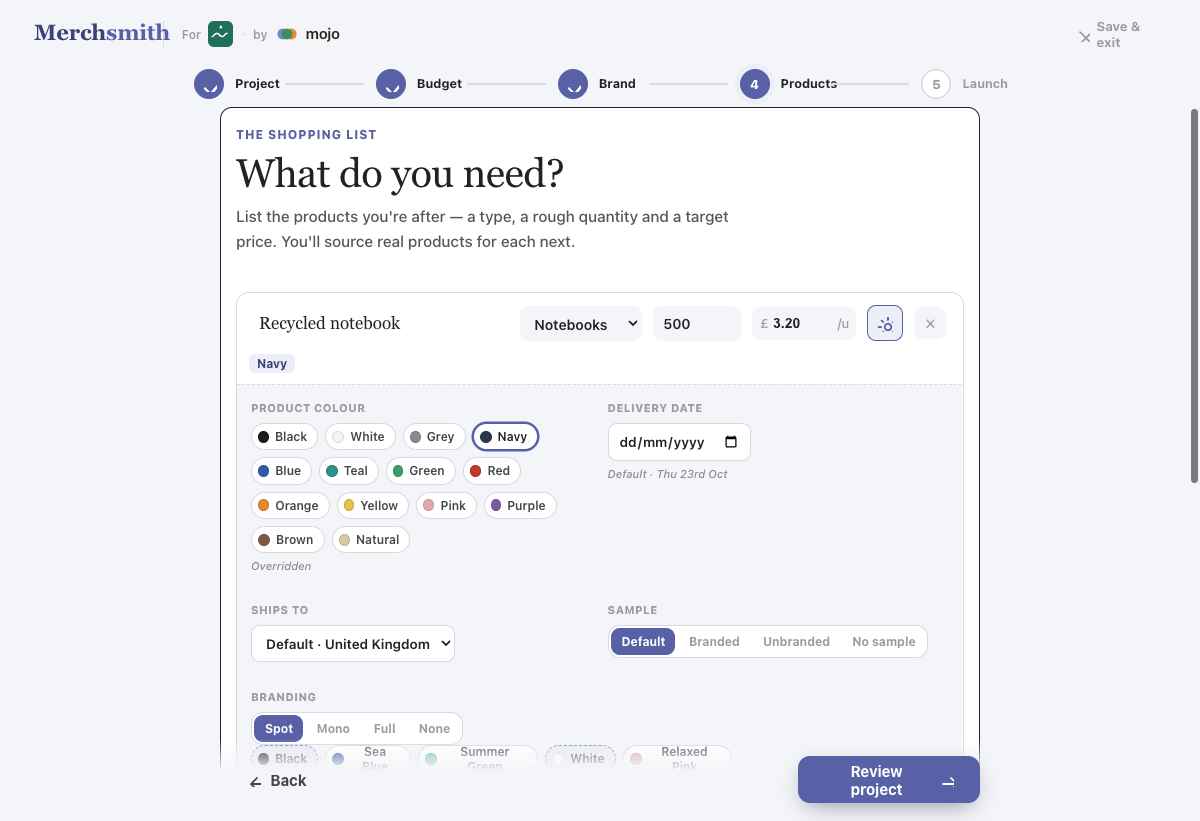 Merchsmith For · by mojo Save & exit
Project Budget Brand 4 Products 5 Launch
THE SHOPPING LIST
What do you need?
List the products you're after — a type, a rough quantity and a target
price. You'll source real products for each next.
Recycled notebook Notebooks 500 £ 3.20 /u
Navy
PRODUCT COLOUR
Black White Grey Navy
Blue Teal Green Red
Orange Yellow Pink Purple
Brown Natural
Overridden
DELIVERY DATE
dd/mm/yyyy
Default · Thu 23rd Oct
SHIPS TO
Default · United Kingdom
SAMPLE
Default Branded Unbranded No sample
BRANDING
Spot Mono Full None
Black Sea Blue Summer Green White Relaxed Pink
Back
Review
project